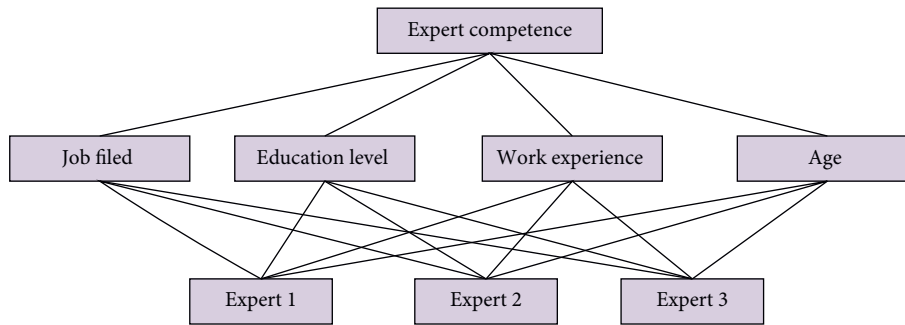 Expert competence
Job filed
Education level
Work experience
Age
Expert 1
Expert 2
Expert 3